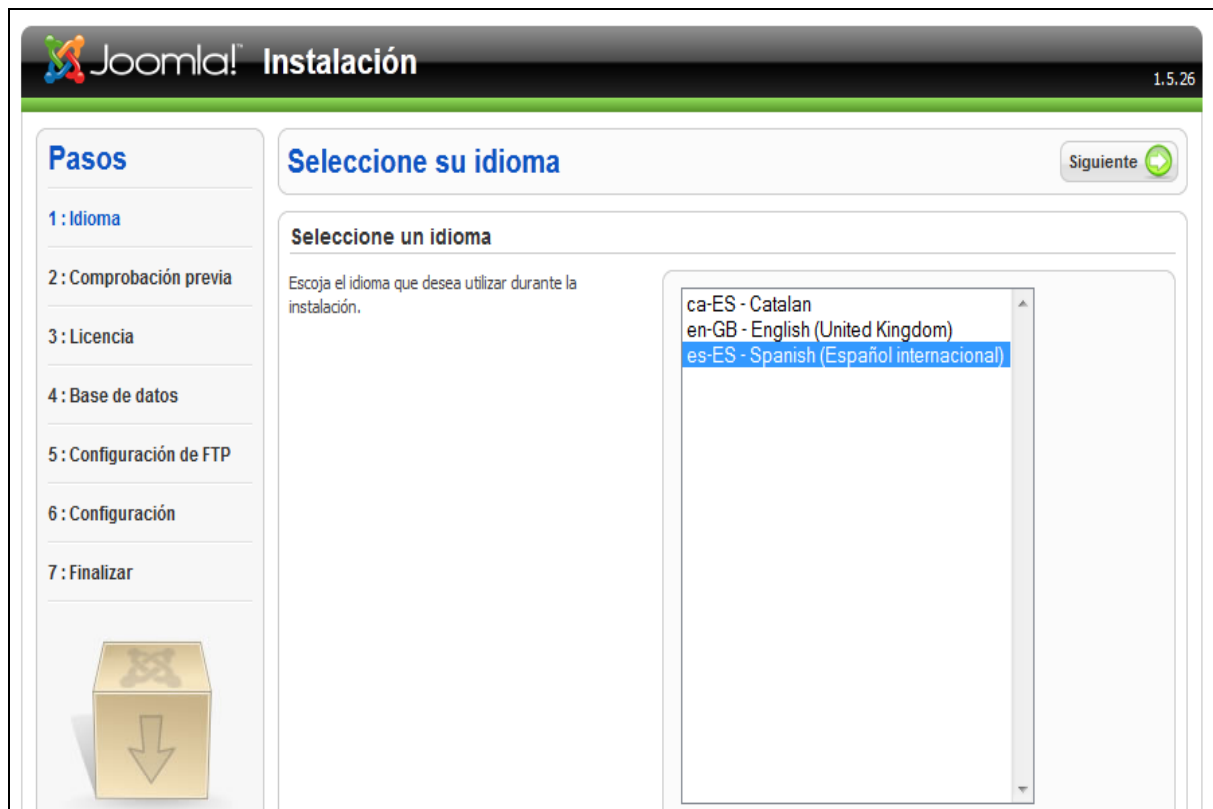 Joomla!™ Instalación
1.5.26
Pasos
1 : Idioma
2 : Comprobación previa
3 : Licencia
4 : Base de datos
5 : Configuración de FTP
6 : Configuración
7 : Finalizar
Seleccione su idioma
Siguiente
Seleccione un idioma
Escoja el idioma que desea utilizar durante la
instalación.
ca-ES - Catalan
en-GB - English (United Kingdom)
es-ES - Spanish (Español internacional)